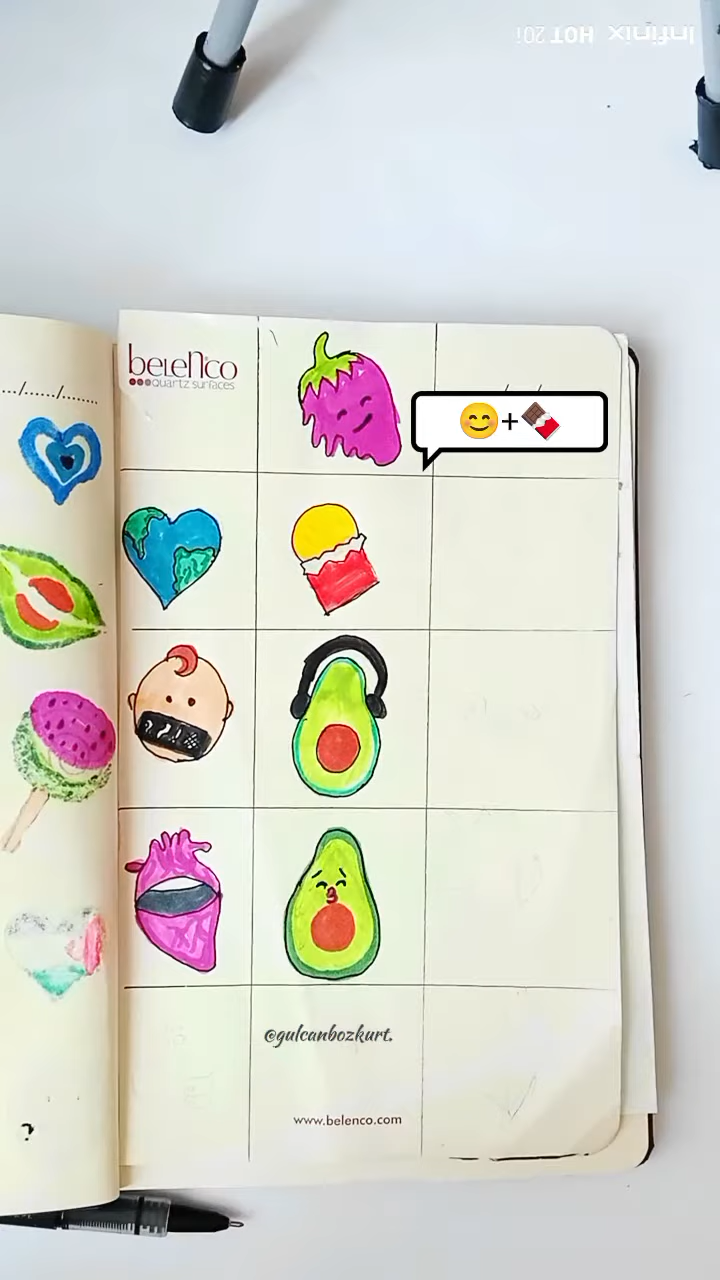 Infinix HOT 20i
belenco
quartz surfaces
.../....../......
@gulcanbozkurt.
www.belenco.com